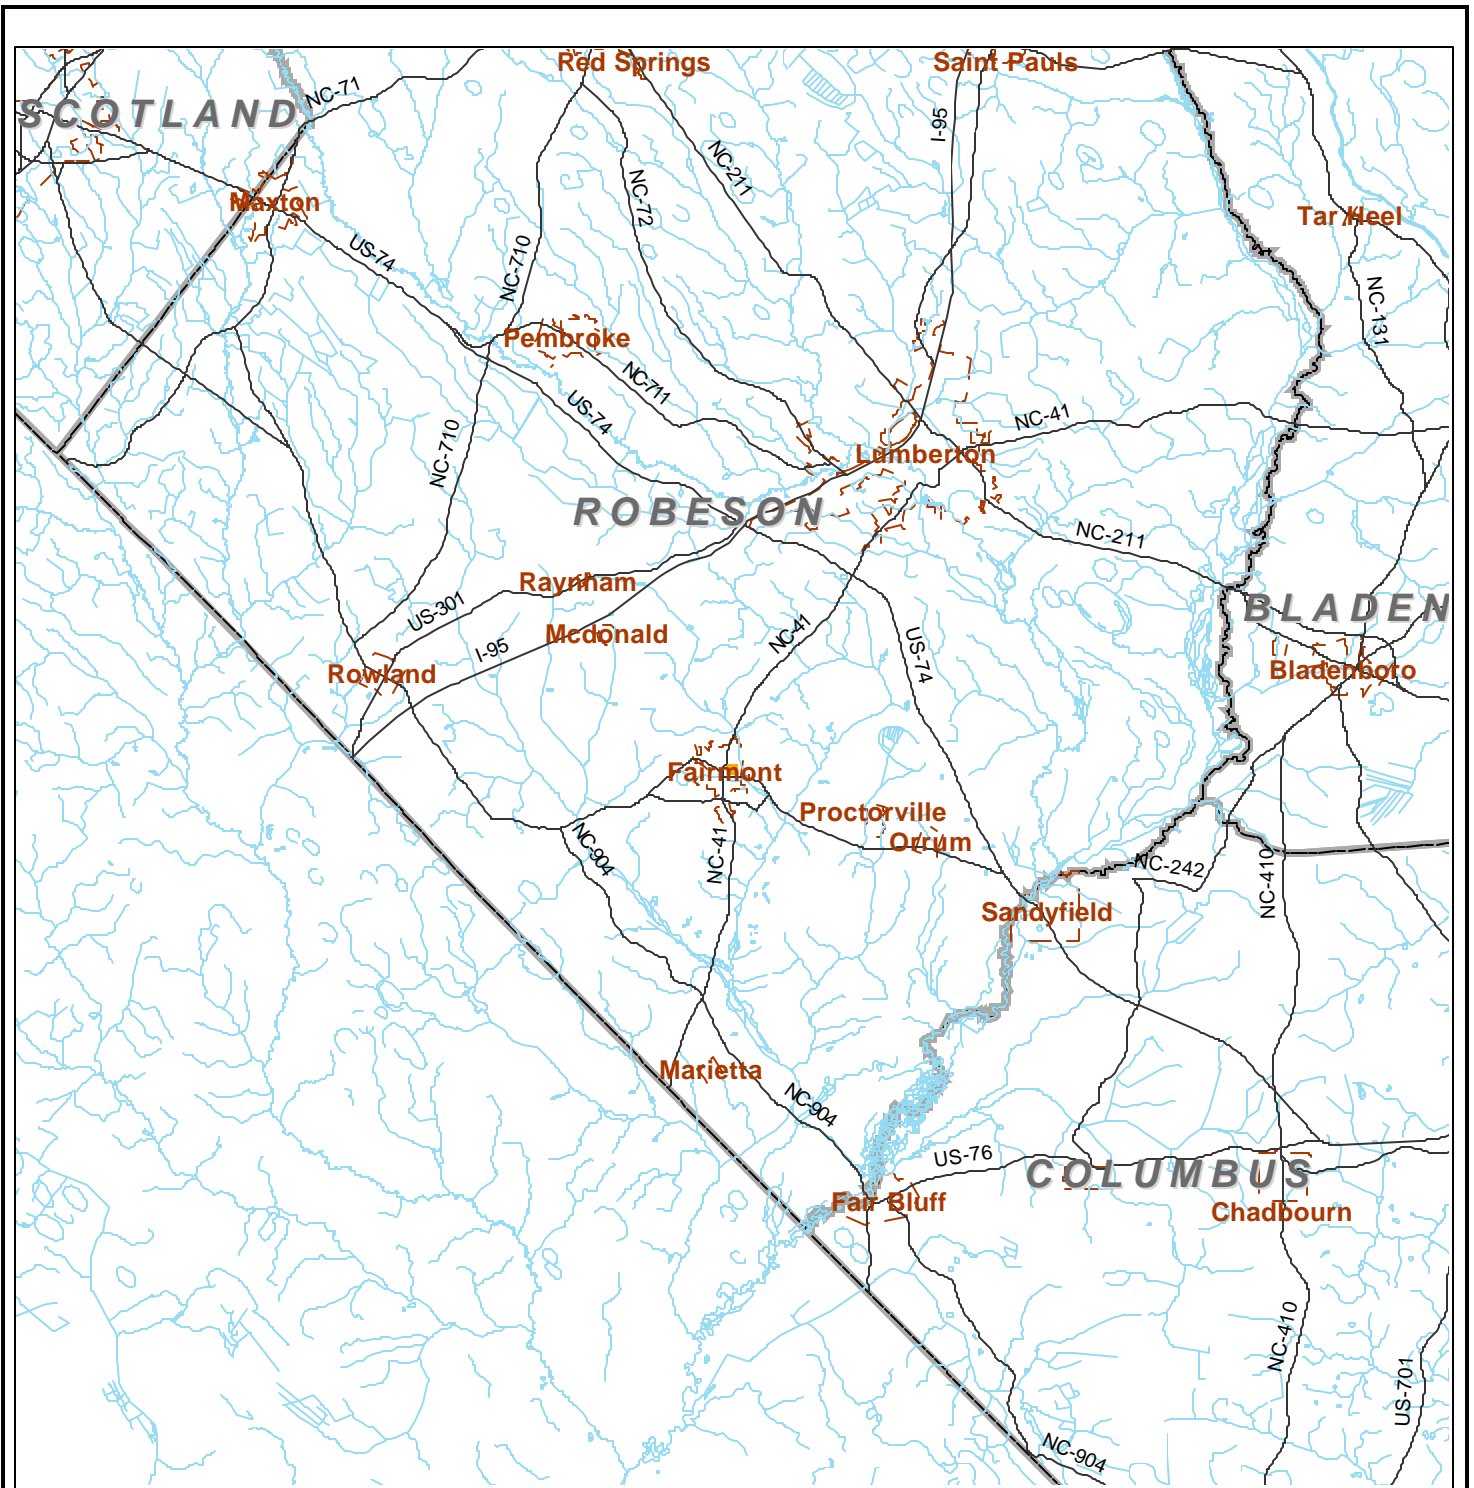 Red Springs
Saint Pauls
NC-71
SCOTLAND
I-95
NC-211
NC-72
Maxton
Tar Heel
US-74
NC-710
NC-131
Pembroke
NC-711
US-74
NC-41
NC-710
Lumberton
ROBESON
NC-211
Raynham
US-301
BLADEN
Mcdonald
NC-41
I-95
US-74
Rowland
Bladenboro
Fairmont
Proctorville
Orrum
NC-904
NC-41
NC-242
NC-410
Sandyfield
Marietta
NC-904
US-76
COLUMBUS
Fair Bluff
Chadbourn
NC-410
US-701
NC-904